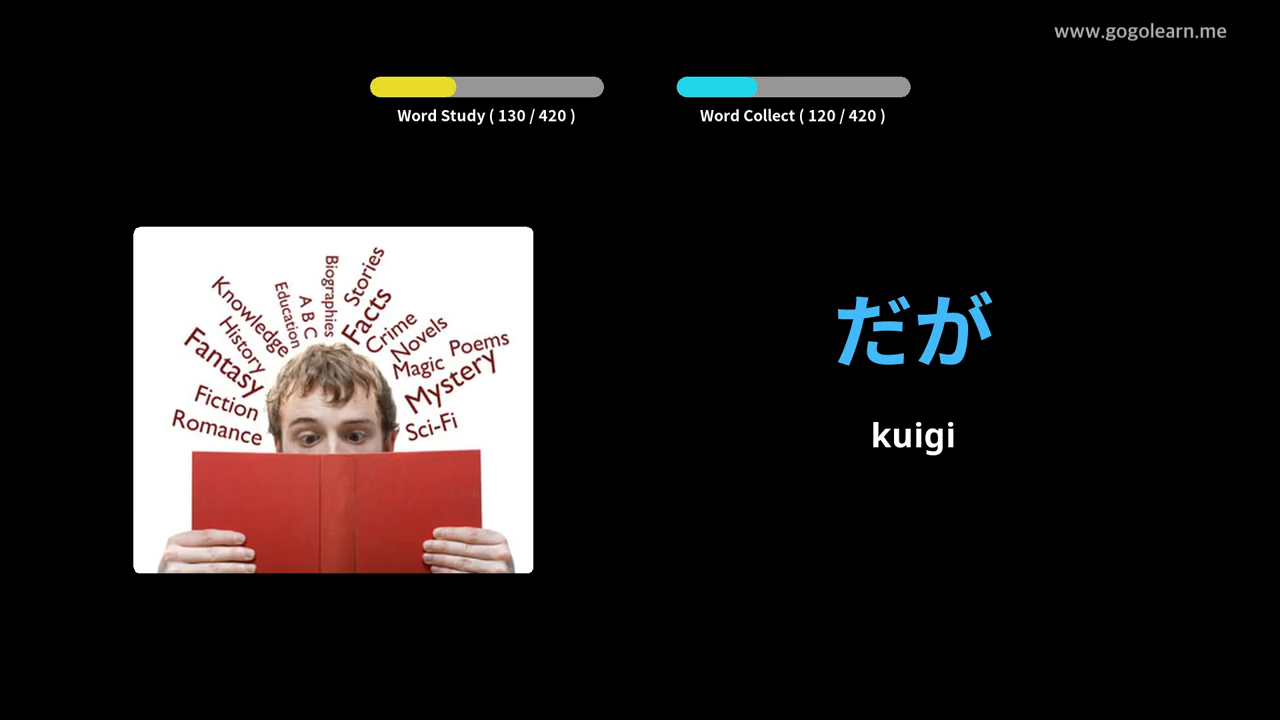 www.gogolearn.me
Word Study ( 130 / 420 )
Word Collect ( 120 / 420 )
Stories
Biographies
Facts
A B C
Education
Knowledge
Crime
Novels
History
Poems
Fantasy
Magic
Mystery
Fiction
Romance
Sci-Fi
だが
kuigi